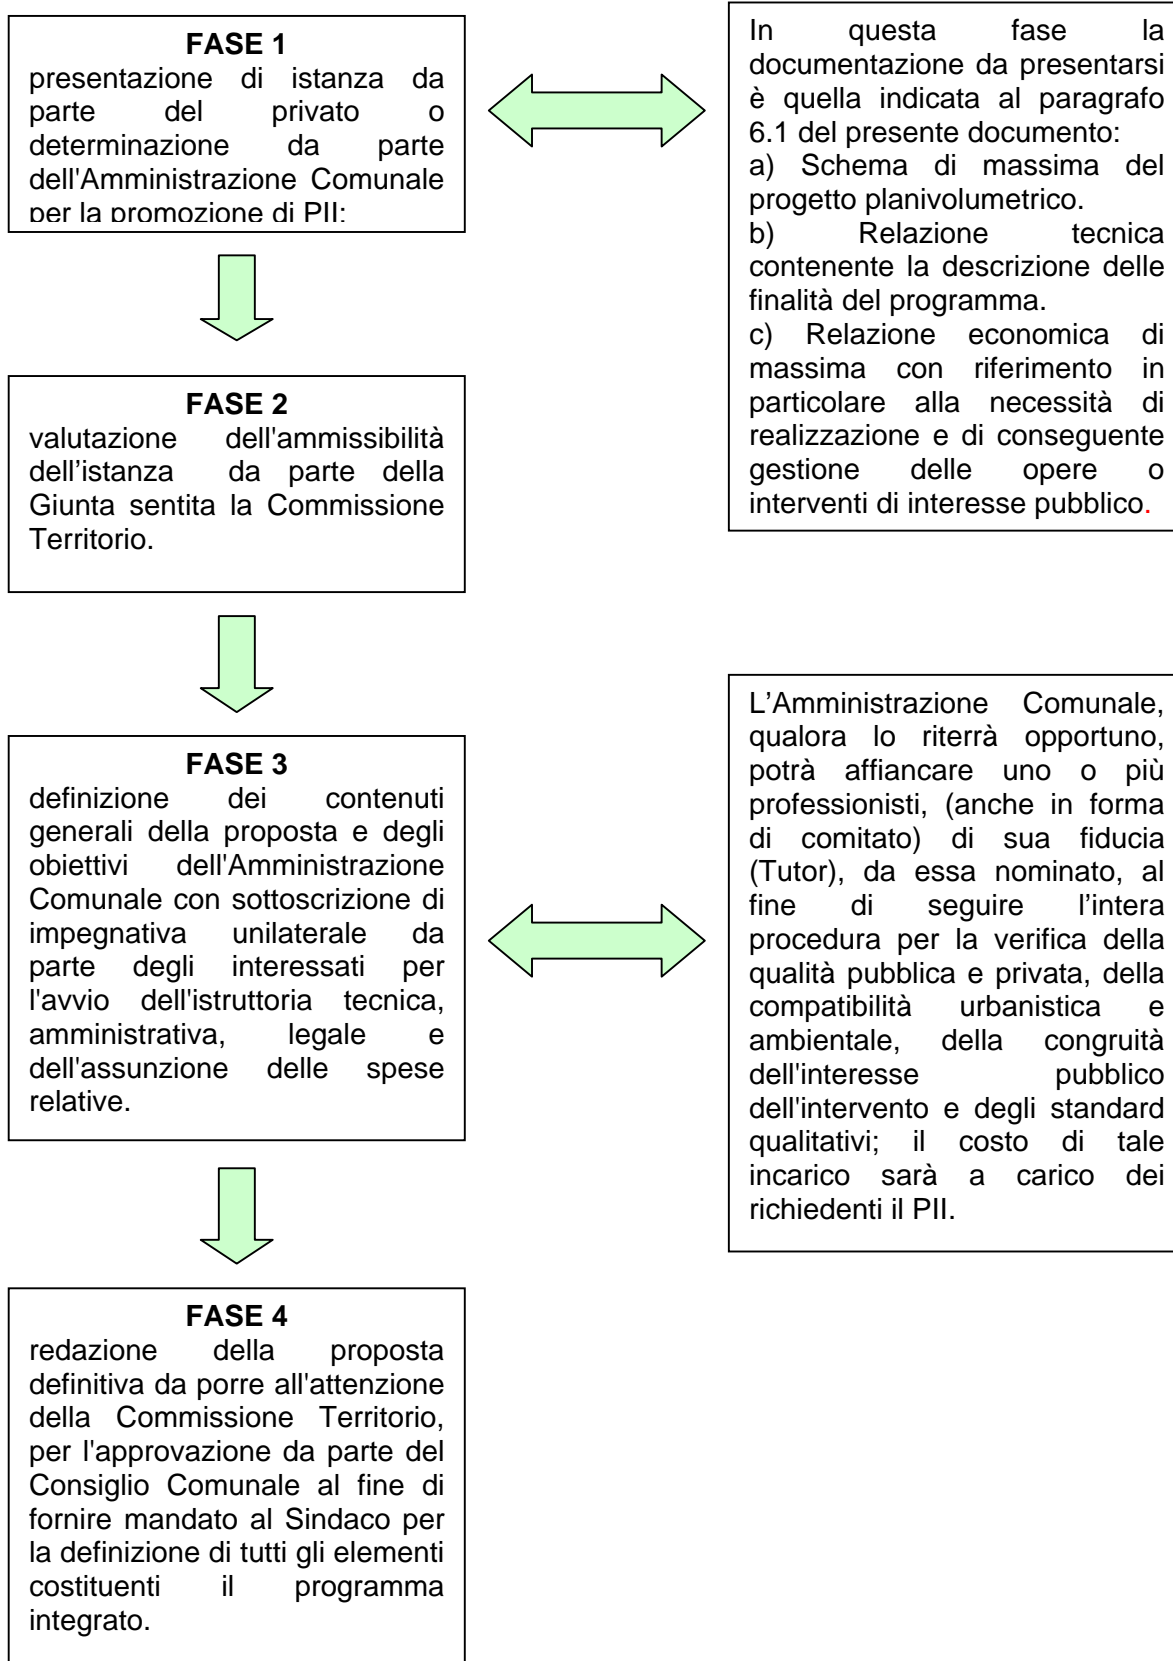 FASE 1
presentazione di istanza da
parte del privato o
determinazione da parte
dell'Amministrazione Comunale
per la promozione di PII:
In questa fase la
documentazione da presentarsi
è quella indicata al paragrafo
6.1 del presente documento:
a) Schema di massima del
progetto planivolumetrico.
b) Relazione tecnica
contenente la descrizione delle
finalità del programma.
c) Relazione economica di
massima con riferimento in
particolare alla necessità di
realizzazione e di conseguente
gestione delle opere o
interventi di interesse pubblico.
FASE 2
valutazione dell'ammissibilità
dell’istanza da parte della
Giunta sentita la Commissione
Territorio.
FASE 3
definizione dei contenuti
generali della proposta e degli
obiettivi dell'Amministrazione
Comunale con sottoscrizione di
impegnativa unilaterale da
parte degli interessati per
l'avvio dell'istruttoria tecnica,
amministrativa, legale e
dell'assunzione delle spese
relative.
L’Amministrazione Comunale,
qualora lo riterrà opportuno,
potrà affiancare uno o più
professionisti, (anche in forma
di comitato) di sua fiducia
(Tutor), da essa nominato, al
fine di seguire l’intera
procedura per la verifica della
qualità pubblica e privata, della
compatibilità urbanistica e
ambientale, della congruità
dell'interesse pubblico
dell'intervento e degli standard
qualitativi; il costo di tale
incarico sarà a carico dei
richiedenti il PII.
FASE 4
redazione della proposta
definitiva da porre all'attenzione
della Commissione Territorio,
per l'approvazione da parte del
Consiglio Comunale al fine di
fornire mandato al Sindaco per
la definizione di tutti gli elementi
costituenti il programma
integrato.